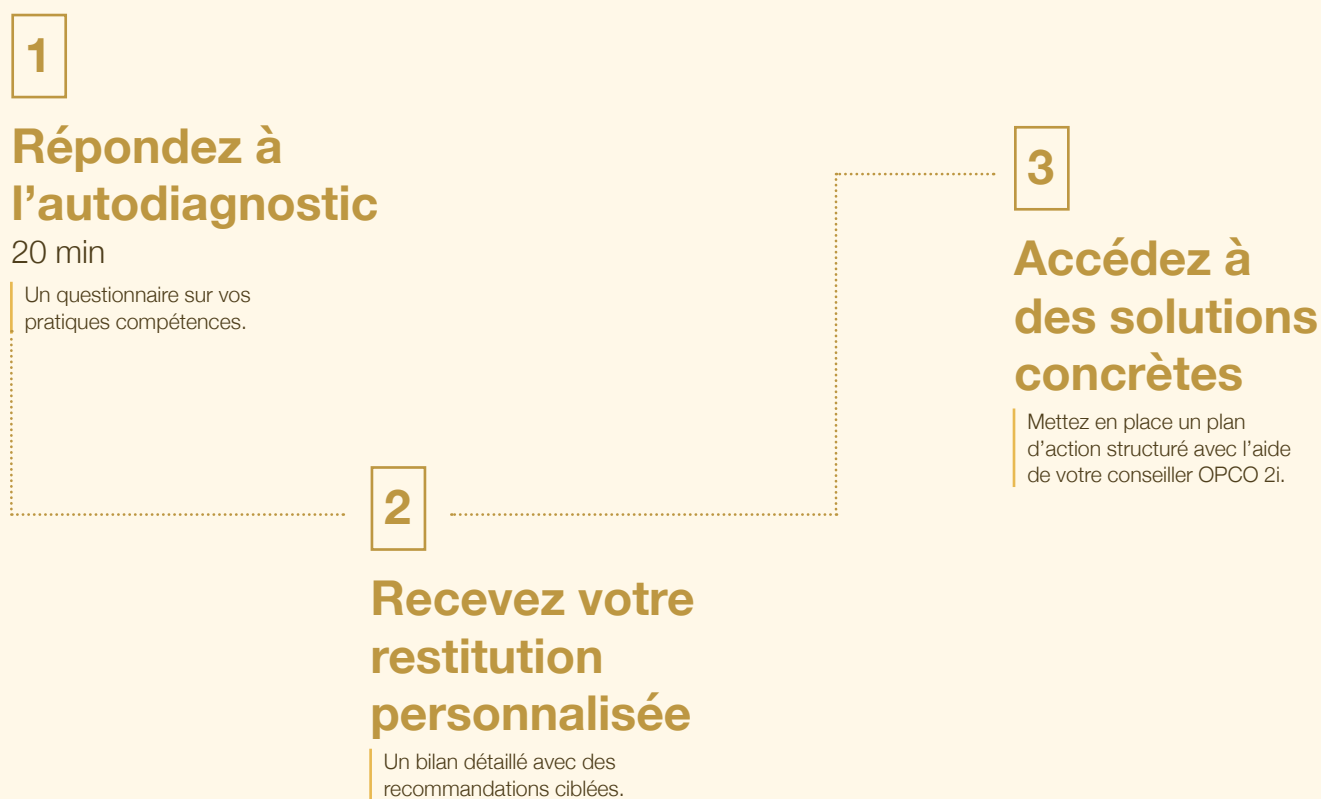 1
Répondez à
l’autodiagnostic
20 min
Un questionnaire sur vos
pratiques compétences.
2
Recevez votre
restitution
personnalisée
Un bilan détaillé avec des
recommandations ciblées.
3
Accédez à
des solutions
concrètes
Mettez en place un plan
d’action structuré avec l’aide
de votre conseiller OPCO 2i.